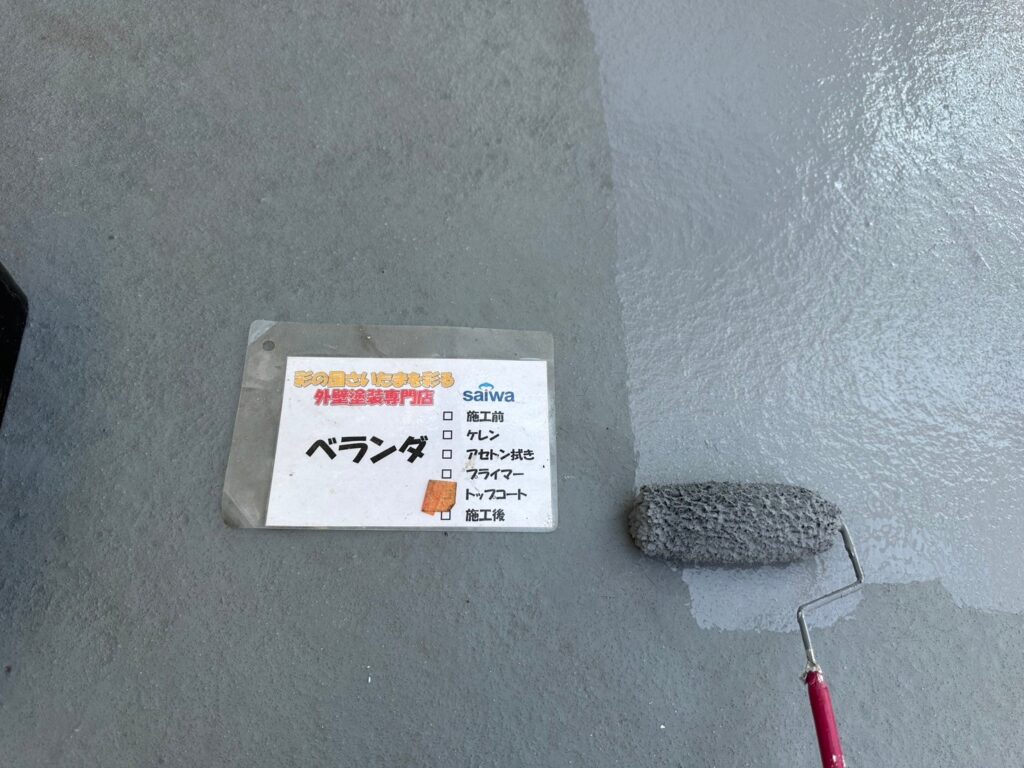 彩の国さいたまを彩る
外壁塗装専門店
saiwa
ベランダ
□ 施工前
□ ケレン
□ アセトン拭き
□ プライマー
トップコート
□ 施工後